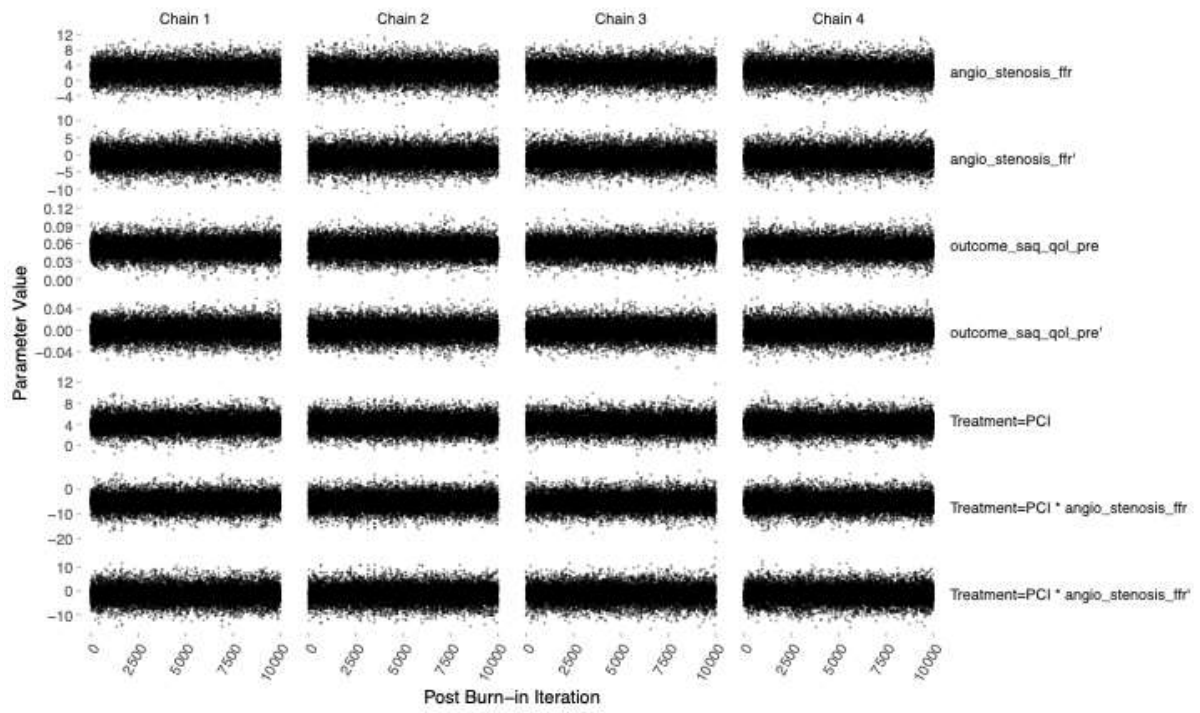 Chain 1 Chain 2 Chain 3 Chain 4
12
8
4
0
−4
angio_stenosis_ffr
10
5
0
−5
−10
angio_stenosis_ffr'
0.12
0.09
0.06
0.03
0.00
outcome_saq_qol_pre
0.04
0.00
−0.04
outcome_saq_qol_pre'
12
8
4
0
Treatment=PCI
0
−10
−20
Treatment=PCI * angio_stenosis_ffr
10
0
−10
Treatment=PCI * angio_stenosis_ffr'
Parameter Value
0 2500 5000 7500 10000 0 2500 5000 7500 10000 0 2500 5000 7500 10000 0 2500 5000 7500 10000
Post Burn−in Iteration